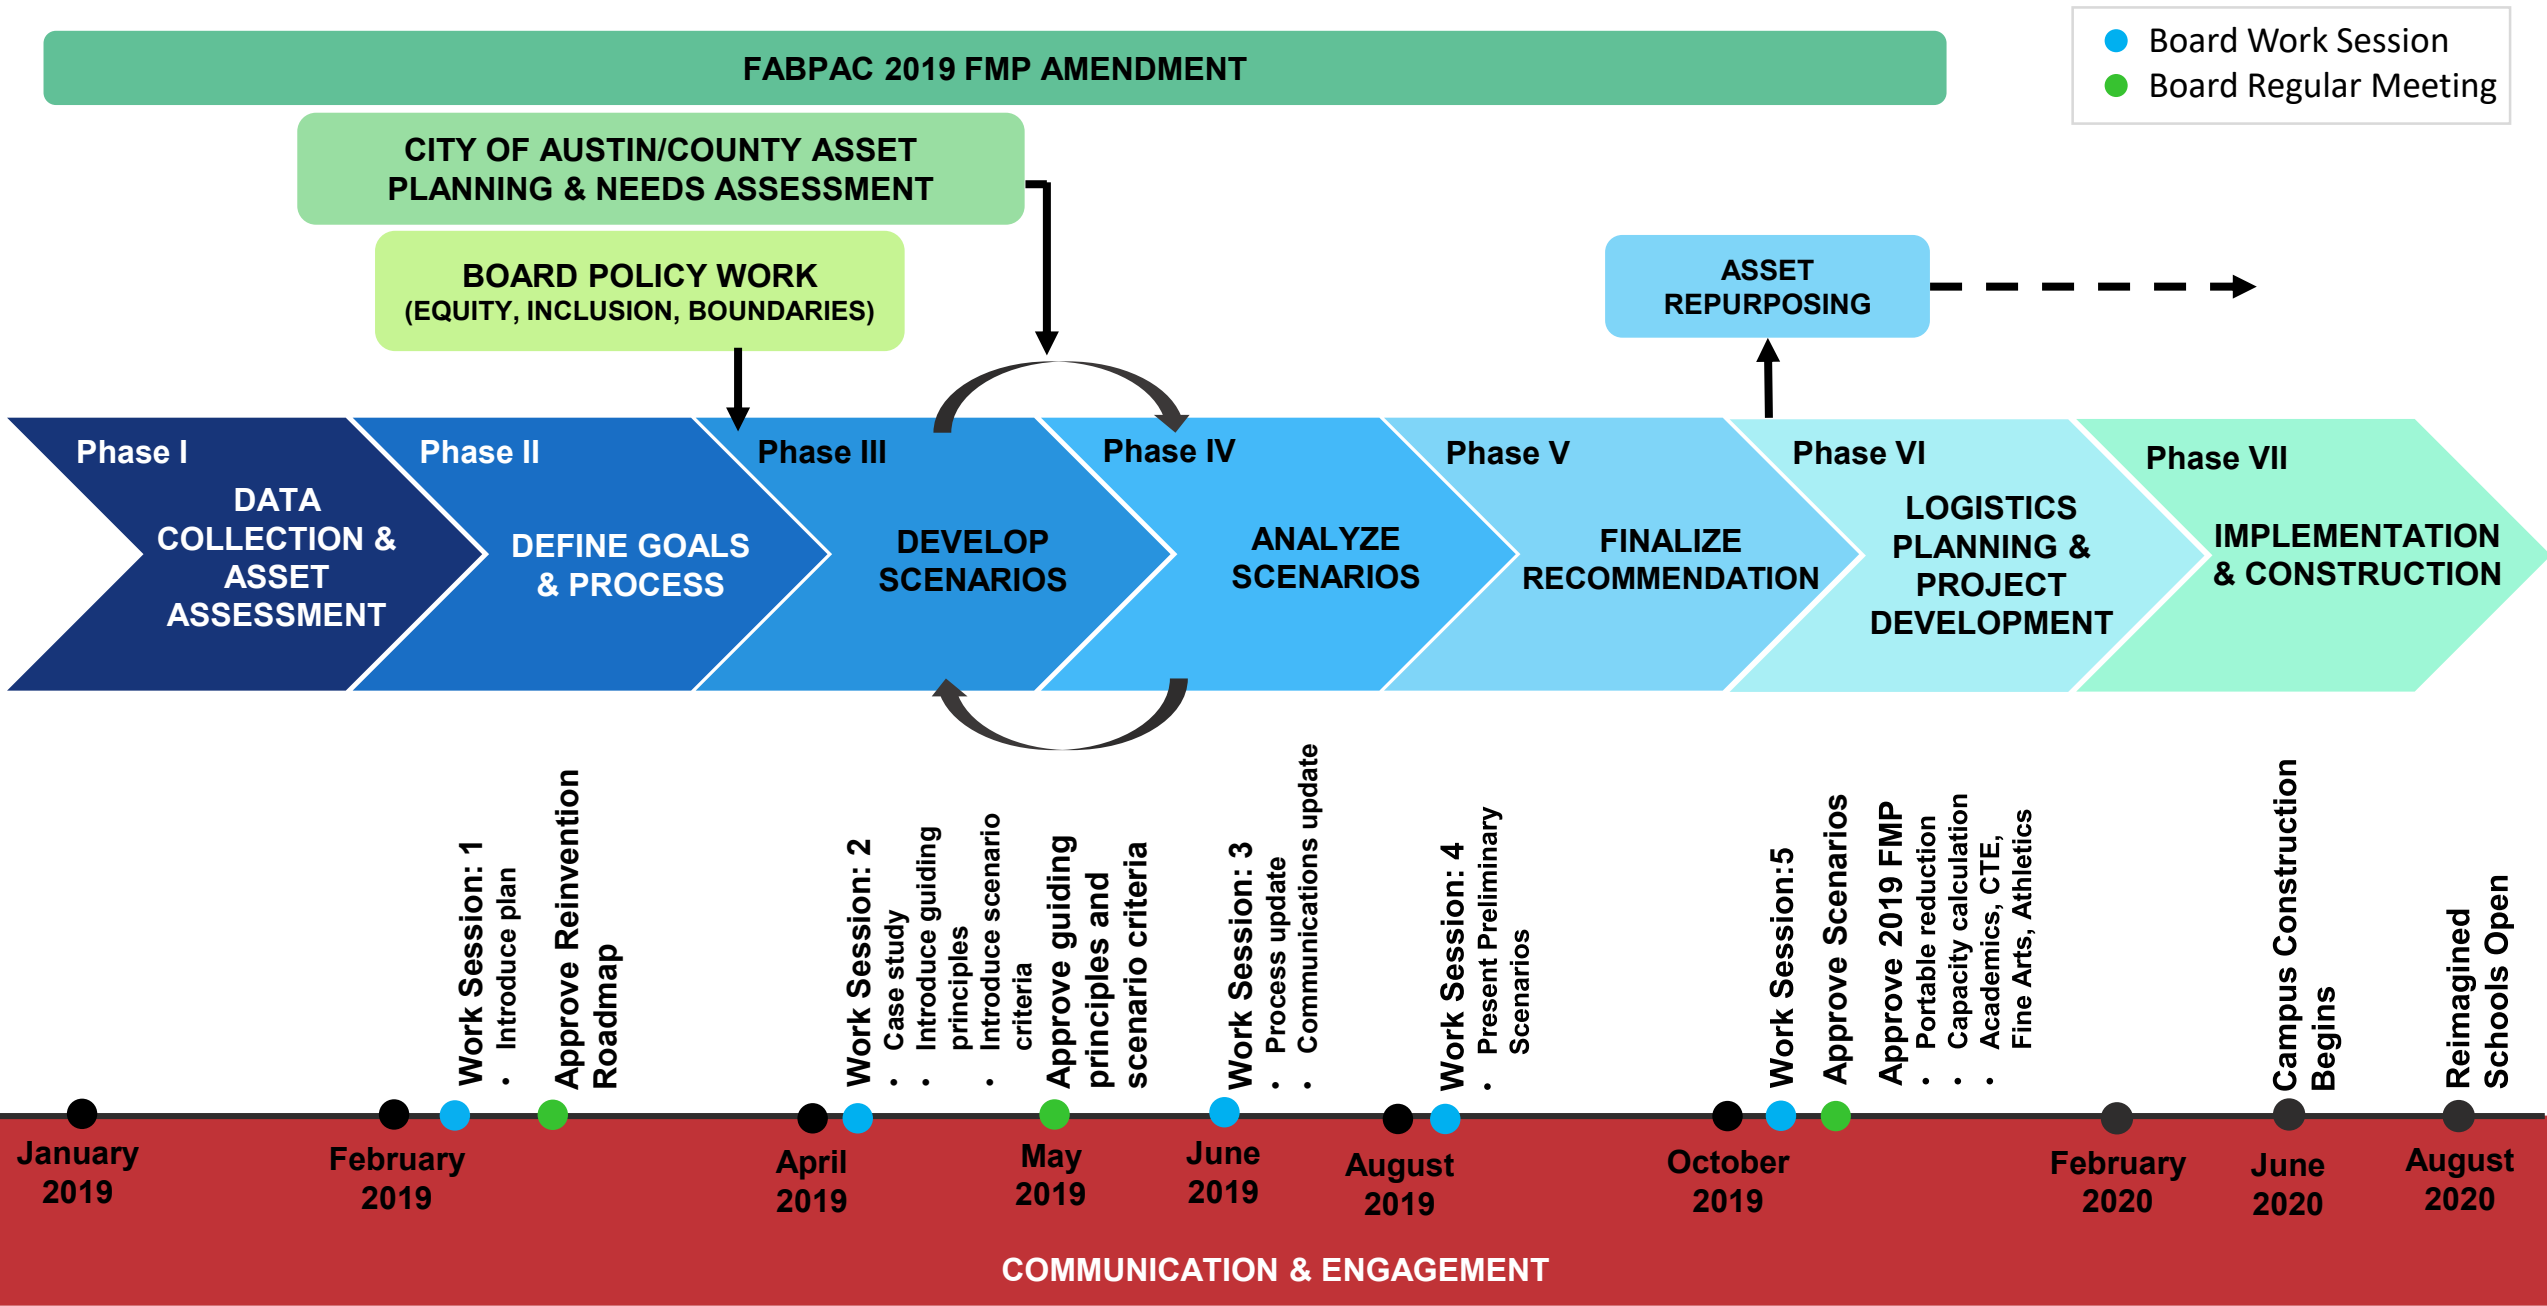 Board Work Session
Board Regular Meeting
FABPAC 2019 FMP AMENDMENT
CITY OF AUSTIN/COUNTY ASSET
PLANNING & NEEDS ASSESSMENT
BOARD POLICY WORK
(EQUITY, INCLUSION, BOUNDARIES)
ASSET
REPURPOSING
Phase I
DATA
COLLECTION &
ASSET
ASSESSMENT
Phase II
DEFINE GOALS
& PROCESS
Phase III
DEVELOP
SCENARIOS
Phase IV
ANALYZE
SCENARIOS
Phase V
FINALIZE
RECOMMENDATION
Phase VI
LOGISTICS
PLANNING &
PROJECT
DEVELOPMENT
Phase VII
IMPLEMENTATION
& CONSTRUCTION
Work Session: 1
• Introduce plan
Approve Reinvention
Roadmap
Work Session: 2
• Case study
• Introduce guiding
principles
• Introduce scenario
criteria
Approve guiding
principles and
scenario criteria
Work Session: 3
• Process update
• Communications update
Work Session: 4
• Present Preliminary
Scenarios
Work Session:5
Approve Scenarios
Approve 2019 FMP
• Portable reduction
• Capacity calculation
• Academics, CTE,
Fine Arts, Athletics
Campus Construction
Begins
Reimagined
Schools Open
January
2019
February
2019
April
2019
May
2019
June
2019
August
2019
October
2019
February
2020
June
2020
August
2020
COMMUNICATION & ENGAGEMENT